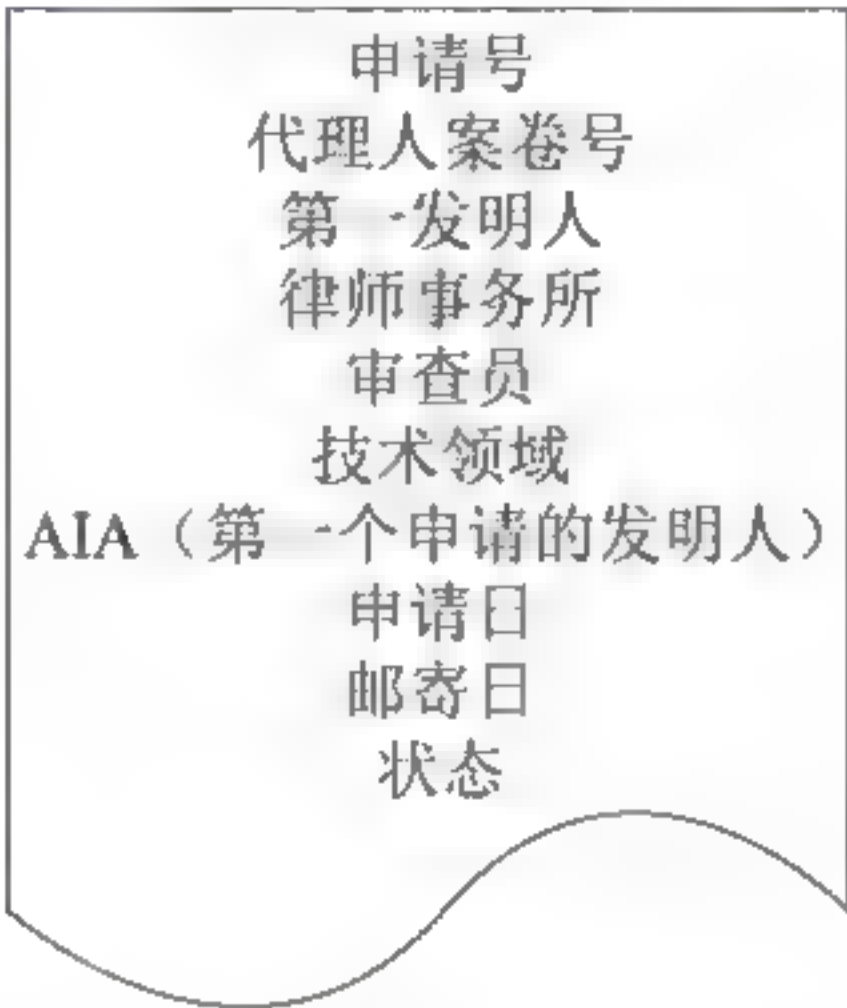 申请号
代理人案卷号
第一发明人
律师事务所
审查员
技术领域
AIA（第一个申请的发明人）
申请日
邮寄日
状态